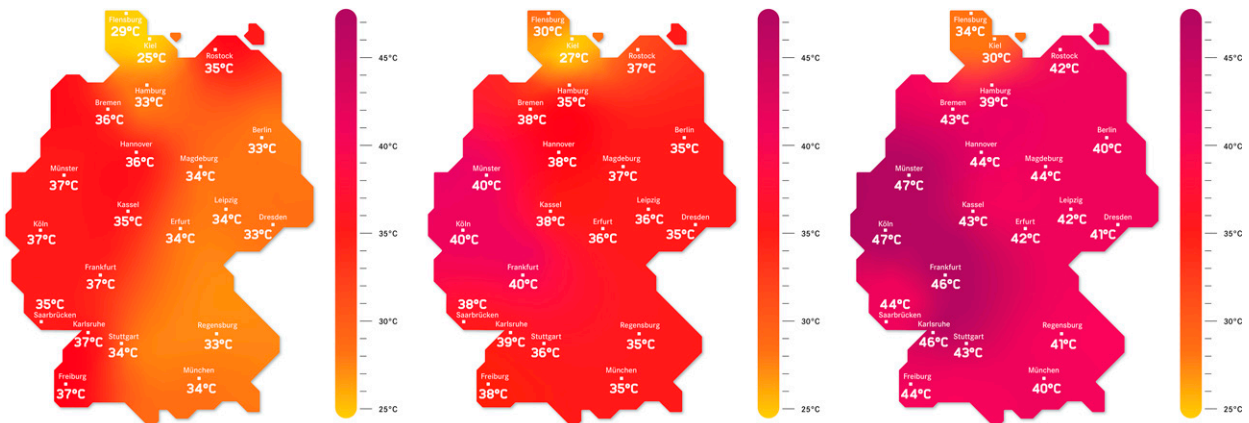 Flensburg
29°C
Kiel
25°C
Rostock
35°C
Hamburg
33°C
Bremen
36°C
Berlin
33°C
Hannover
36°C
Magdeburg
34°C
Münster
37°C
Kassel
35°C
Leipzig
34°C
Erfurt
34°C
Dresden
33°C
Köln
37°C
Frankfurt
37°C
35°C
Saarbrücken
Karlsruhe
37°C
Stuttgart
34°C
Regensburg
33°C
München
34°C
Freiburg
37°C
45°C
40°C
35°C
30°C
25°C
Flensburg
30°C
Kiel
27°C
Rostock
37°C
Hamburg
35°C
Bremen
38°C
Berlin
35°C
Hannover
38°C
Magdeburg
37°C
Münster
40°C
Kassel
38°C
Leipzig
36°C
Erfurt
36°C
Dresden
35°C
Köln
40°C
Frankfurt
40°C
38°C
Saarbrücken
Karlsruhe
39°C
Stuttgart
36°C
Regensburg
35°C
München
35°C
Freiburg
38°C
45°C
40°C
35°C
30°C
25°C
Flensburg
34°C
Kiel
30°C
Rostock
42°C
Hamburg
39°C
Bremen
43°C
Berlin
40°C
Hannover
44°C
Magdeburg
44°C
Münster
47°C
Kassel
43°C
Leipzig
42°C
Erfurt
42°C
Dresden
41°C
Köln
47°C
Frankfurt
46°C
44°C
Saarbrücken
Karlsruhe
46°C
Stuttgart
43°C
Regensburg
41°C
München
40°C
Freiburg
44°C
45°C
40°C
35°C
30°C
25°C